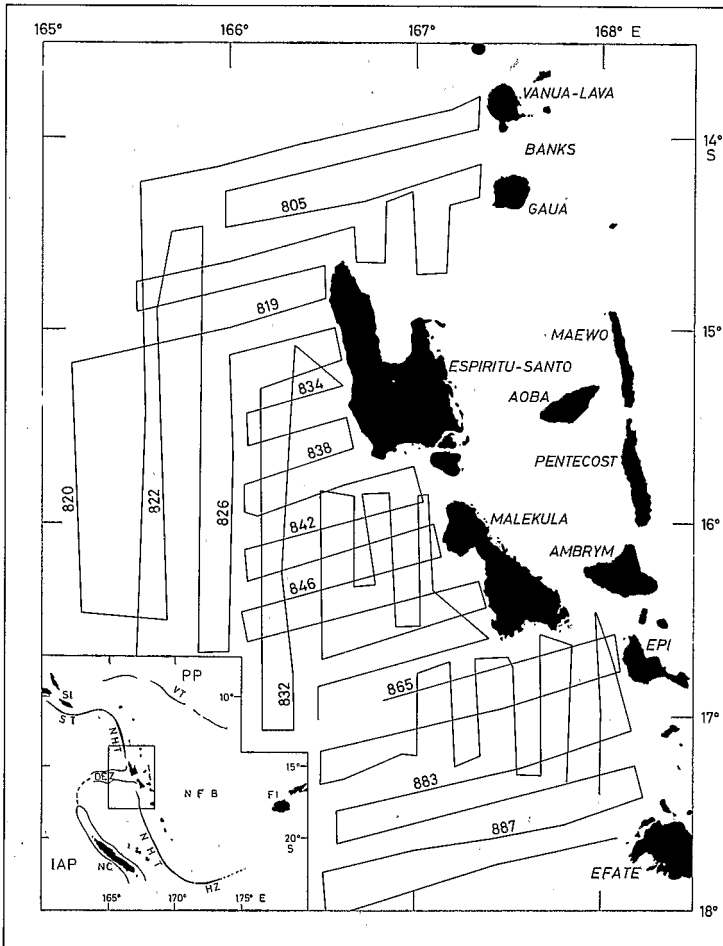 165° 166° 167° 168° E
VANUA-LAVA
14°
S
BANKS
805
GAUA
819
15°
MAEWO
ESPIRITU-SANTO
834
AOBA
838
PENTECOST
820
822
826
16°
842
MALEKULA
846
AMBRYM
EPI
832
865
17°
883
887
EFATE
18°
PP
VT
10°
SI
ST
NHT
DEZ
15°
NFB
FI
NHT
20°
S
IAP
NC
HZ
165° 170° 175° E